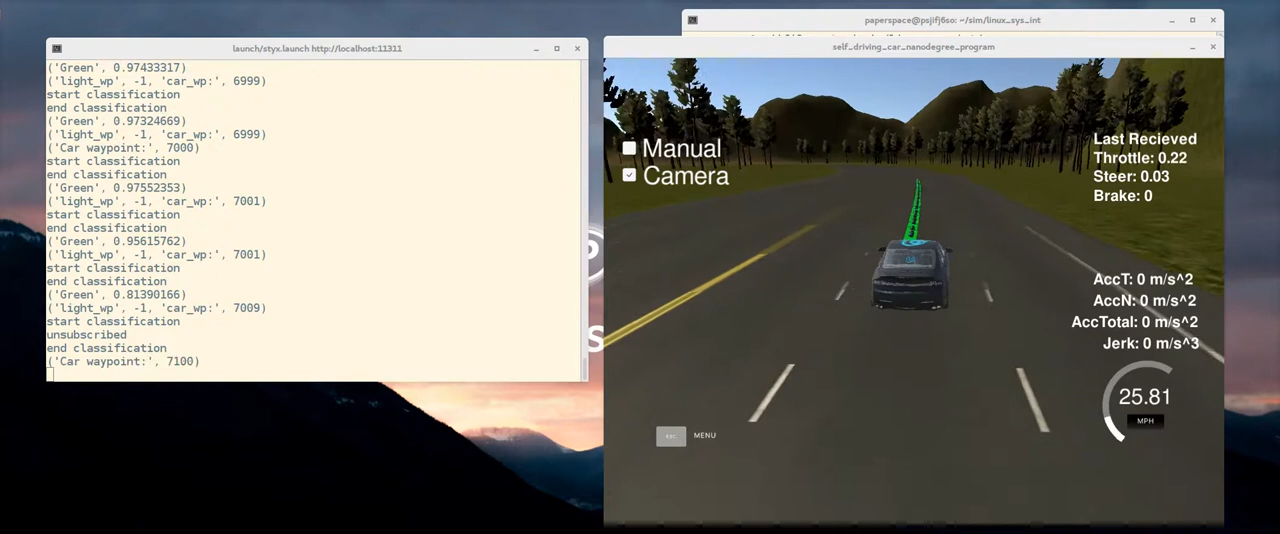 launch/styx.launch http://localhost:11311
('Green', 0.97433317)
('light_wp', -1, 'car_wp:', 6999)
start classification
end classification
('Green', 0.97324669)
('light_wp', -1, 'car_wp:', 6999)
('Car waypoint:', 7000)
start classification
end classification
('Green', 0.97552353)
('light_wp', -1, 'car_wp:', 7001)
start classification
end classification
('Green', 0.95615762)
('light_wp', -1, 'car_wp:', 7001)
start classification
end classification
('Green', 0.81390166)
('light_wp', -1, 'car_wp:', 7009)
start classification
unsubscribed
end classification
('Car waypoint:', 7100)
paperspace@psjifj6so: ~/sim/linux_sys_int
self_driving_car_nanodegree_program
Manual
Camera
Last Recieved
Throttle: 0.22
Steer: 0.03
Brake: 0
AccT: 0 m/s^2
AccN: 0 m/s^2
AccTotal: 0 m/s^2
Jerk: 0 m/s^3
25.81
MPH
ESC
MENU